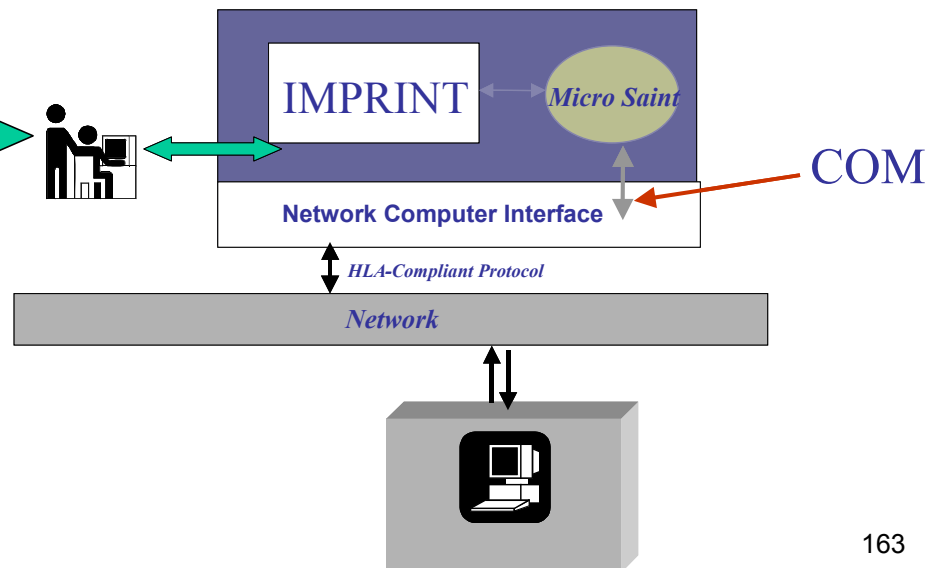 IMPRINT
Micro Saint
COM
Network Computer Interface
HLA-Compliant Protocol
Network
163